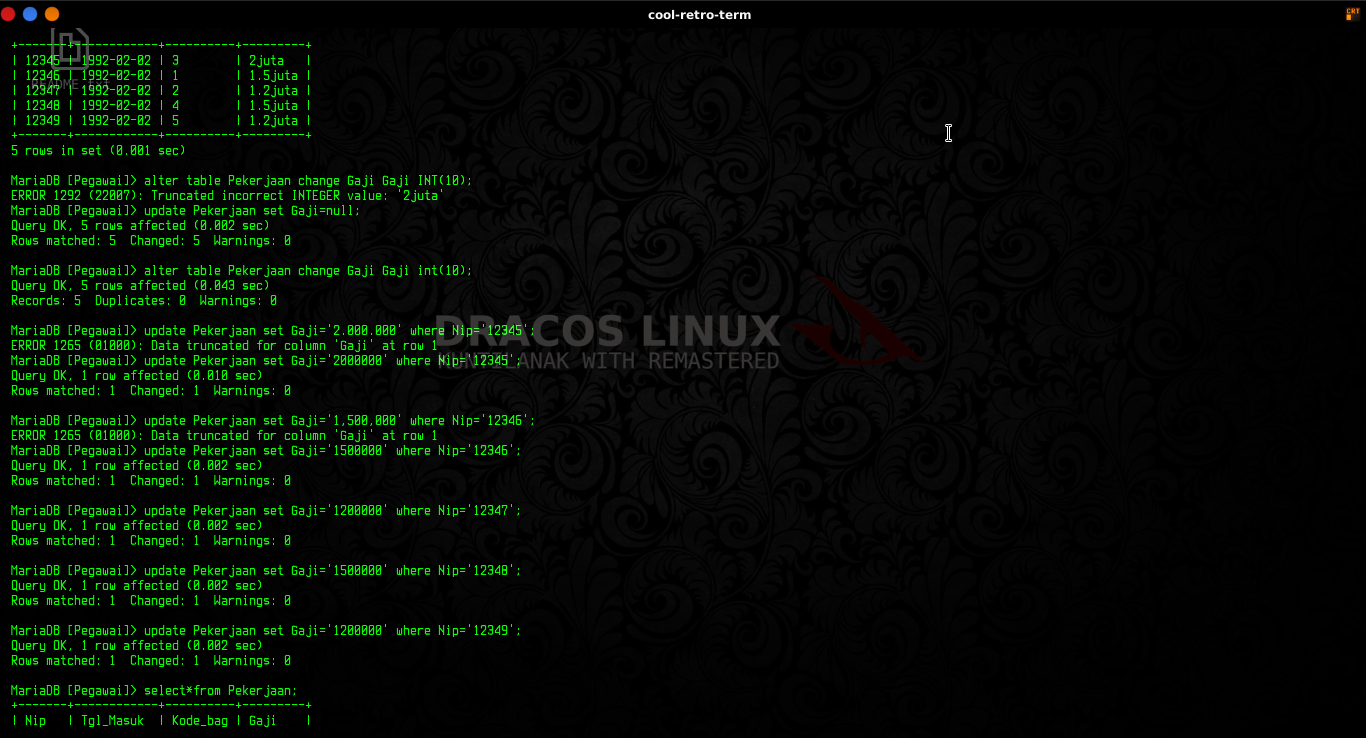 cool-retro-term
CRT
+-------+------------+----------+---------+
| 12345 | 1992-02-02 | 3        | 2juta   |
| 12346 | 1992-02-02 | 1        | 1.5juta |
README.txt
| 12347 | 1992-02-02 | 2        | 1.2juta |
| 12348 | 1992-02-02 | 4        | 1.5juta |
| 12349 | 1992-02-02 | 5        | 1.2juta |
+-------+------------+----------+---------+
5 rows in set (0.001 sec)
MariaDB [Pegawai]> alter table Pekerjaan change Gaji Gaji INT(10);
ERROR 1292 (22007): Truncated incorrect INTEGER value: '2juta'
MariaDB [Pegawai]> update Pekerjaan set Gaji=null;
Query OK, 5 rows affected (0.002 sec)
Rows matched: 5  Changed: 5  Warnings: 0
MariaDB [Pegawai]> alter table Pekerjaan change Gaji Gaji int(10);
Query OK, 5 rows affected (0.043 sec)
Records: 5  Duplicates: 0  Warnings: 0
MariaDB [Pegawai]> update Pekerjaan set Gaji='2.000.000' where Nip='12345';
ERROR 1265 (01000): Data truncated for column 'Gaji' at row 1
MariaDB [Pegawai]> update Pekerjaan set Gaji='2000000' where Nip='12345';
Query OK, 1 row affected (0.010 sec)
Rows matched: 1  Changed: 1  Warnings: 0
DRACOS LINUX
KUNTILANAK WITH REMASTERED
MariaDB [Pegawai]> update Pekerjaan set Gaji='1,500,000' where Nip='12346';
ERROR 1265 (01000): Data truncated for column 'Gaji' at row 1
MariaDB [Pegawai]> update Pekerjaan set Gaji='1500000' where Nip='12346';
Query OK, 1 row affected (0.002 sec)
Rows matched: 1  Changed: 1  Warnings: 0
MariaDB [Pegawai]> update Pekerjaan set Gaji='1200000' where Nip='12347';
Query OK, 1 row affected (0.002 sec)
Rows matched: 1  Changed: 1  Warnings: 0
MariaDB [Pegawai]> update Pekerjaan set Gaji='1500000' where Nip='12348';
Query OK, 1 row affected (0.002 sec)
Rows matched: 1  Changed: 1  Warnings: 0
MariaDB [Pegawai]> update Pekerjaan set Gaji='1200000' where Nip='12349';
Query OK, 1 row affected (0.002 sec)
Rows matched: 1  Changed: 1  Warnings: 0
MariaDB [Pegawai]> select*from Pekerjaan;
+-------+------------+----------+---------+
| Nip   | Tgl_Masuk  | Kode_bag | Gaji    |